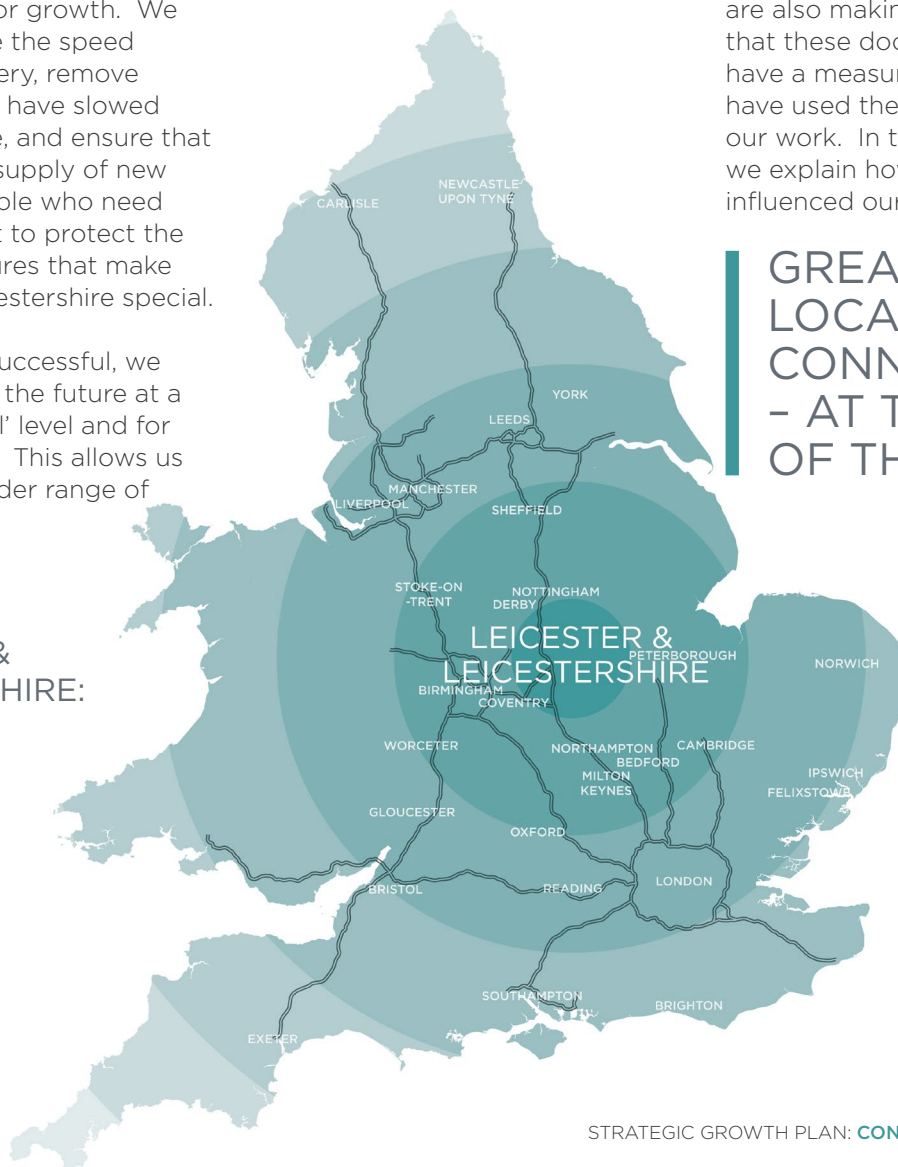 or growth. We
e the speed
ery, remove
have slowed
e, and ensure that
supply of new
ple who need
t to protect the
ures that make
estershire special.
uccessful, we
the future at a
l’ level and for
This allows us
der range of
&
SHIRE:
are also makin
that these doc
have a measur
have used the
our work. In t
we explain ho
influenced our
GREA
LOCA
CONN
– AT T
OF TH
CARLISLE
NEWCASTLE
UPON TYNE
YORK
LEEDS
MANCHESTER
LIVERPOOL
SHEFFIELD
STOKE-ON
-TRENT
NOTTINGHAM
DERBY
LEICESTER &
LEICESTERSHIRE
PETERBOROUGH
NORWICH
BIRMINGHAM
COVENTRY
WORCETER
NORTHAMPTON
CAMBRIDGE
BEDFORD
MILTON
KEYNES
IPSWICH
FELIXSTOWE
GLOUCESTER
OXFORD
BRISTOL
READING
LONDON
SOUTHAMPTON
BRIGHTON
EXETER
STRATEGIC GROWTH PLAN: CON